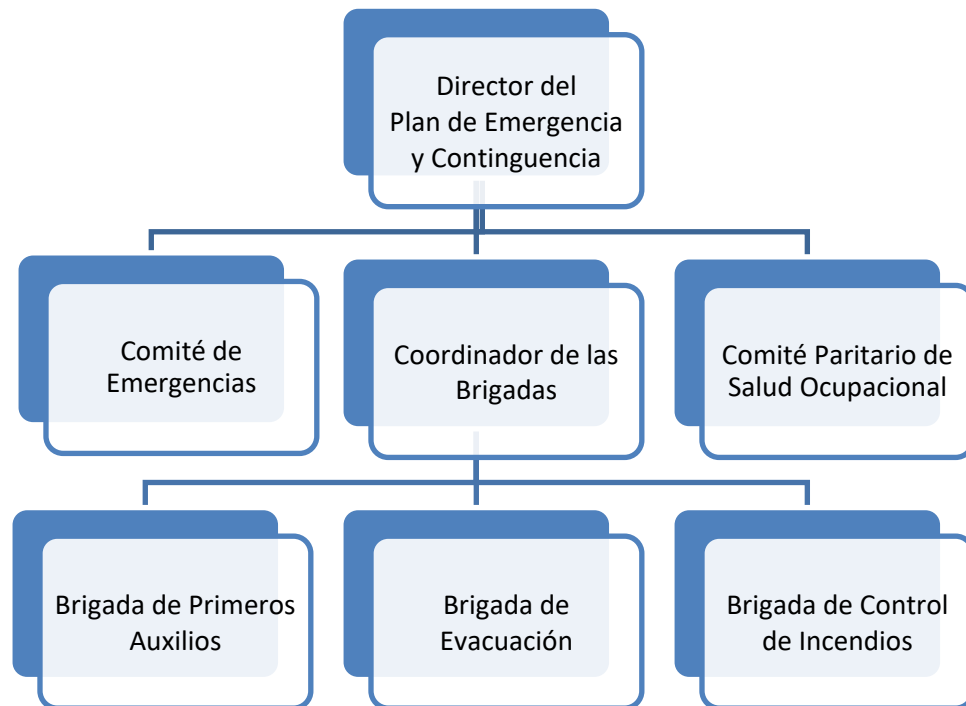 Director del
Plan de Emergencia
y Continguencia
Comité de
Emergencias
Coordinador de las
Brigadas
Comité Paritario de
Salud Ocupacional
Brigada de Primeros
Auxilios
Brigada de
Evacuación
Brigada de Control
de Incendios